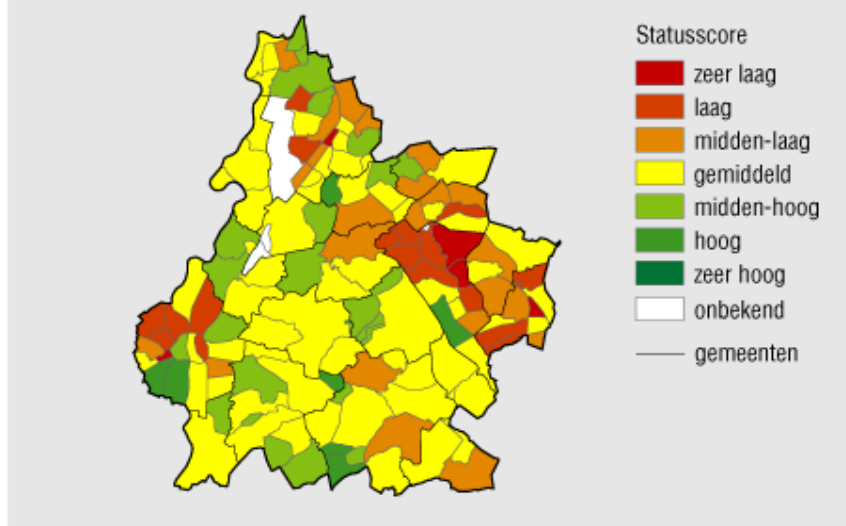 Statusscore
zeer laag
laag
midden-laag
gemiddeld
midden-hoog
hoog
zeer hoog
onbekend
gemeenten